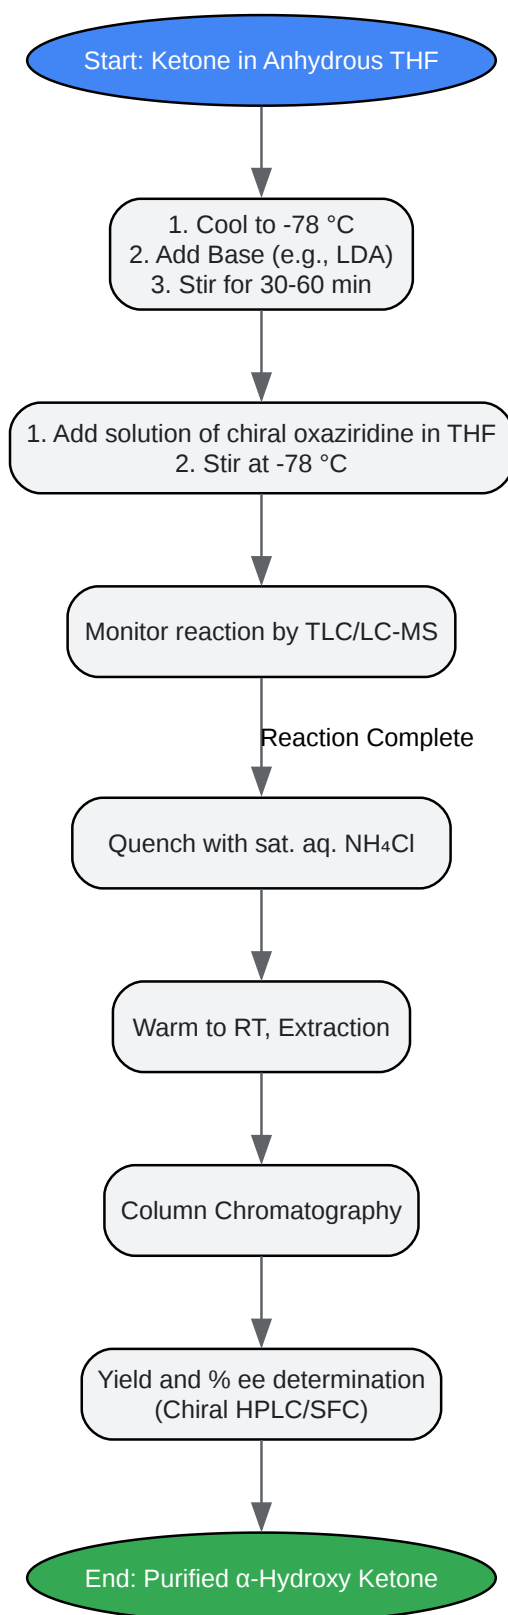 Start: Ketone in Anhydrous THF
1. Cool to -78 °C
2. Add Base (e.g., LDA)
3. Stir for 30-60 min
1. Add solution of chiral oxaziridine in THF
2. Stir at -78 °C
Monitor reaction by TLC/LC-MS
Reaction Complete
Quench with sat. aq. NH₄Cl
Warm to RT, Extraction
Column Chromatography
Yield and % ee determination
(Chiral HPLC/SFC)
End: Purified α-Hydroxy Ketone